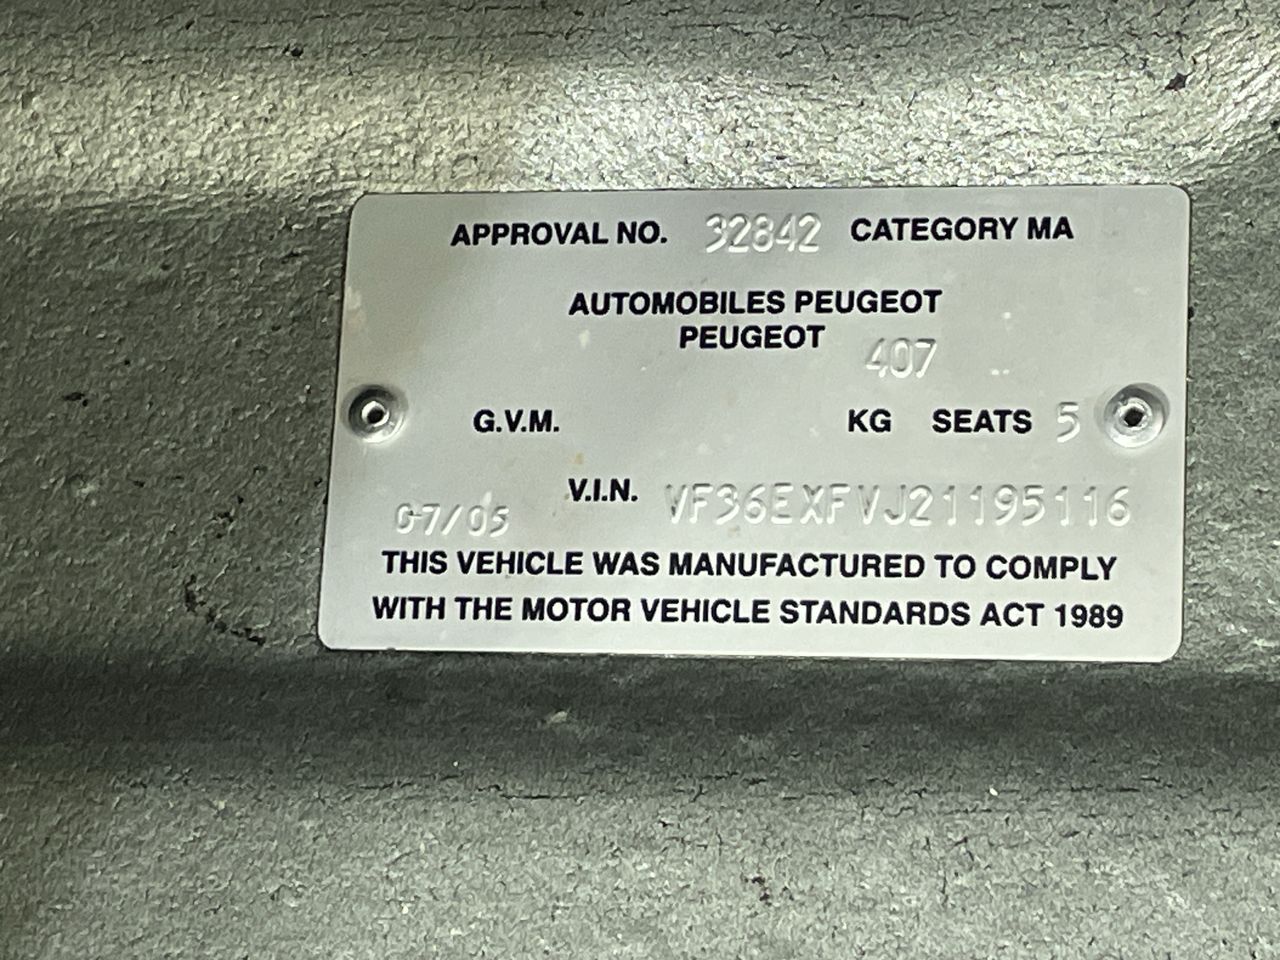 APPROVAL NO. 32842 CATEGORY MA
AUTOMOBILES PEUGEOT
PEUGEOT 407
G.V.M. KG SEATS 5
07/05 V.I.N. VF36EXFVJ21195116
THIS VEHICLE WAS MANUFACTURED TO COMPLY
WITH THE MOTOR VEHICLE STANDARDS ACT 1989